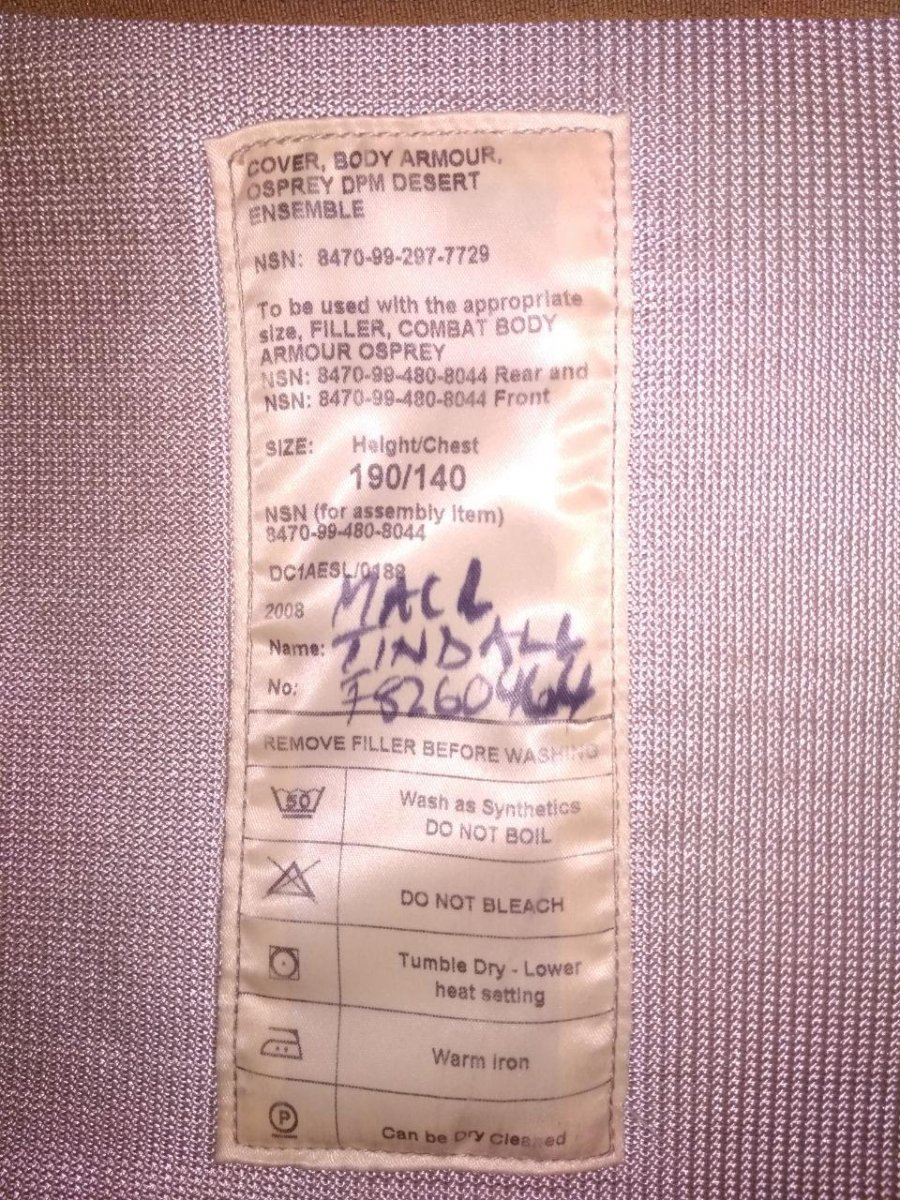 COVER, BODY ARMOUR,
OSPREY DPM DESERT
ENSEMBLE
NSN: 8470-99-297-7729
To be used with the appropriate
size, FILLER, COMBAT BODY
ARMOUR OSPREY
NSN: 8470-99-480-8044 Rear and
NSN: 8470-99-480-8044 Front
SIZE: Height/Chest
190/140
NSN (for assembly item)
8470-99-480-8044
DC1AESL/0188
2008 MACL
Name: TINDALL
No: F8260464
REMOVE FILLER BEFORE WASHING
50 Wash as Synthetics
DO NOT BOIL
DO NOT BLEACH
Tumble Dry - Lower
heat setting
Warm iron
P Can be Dry Cleaned